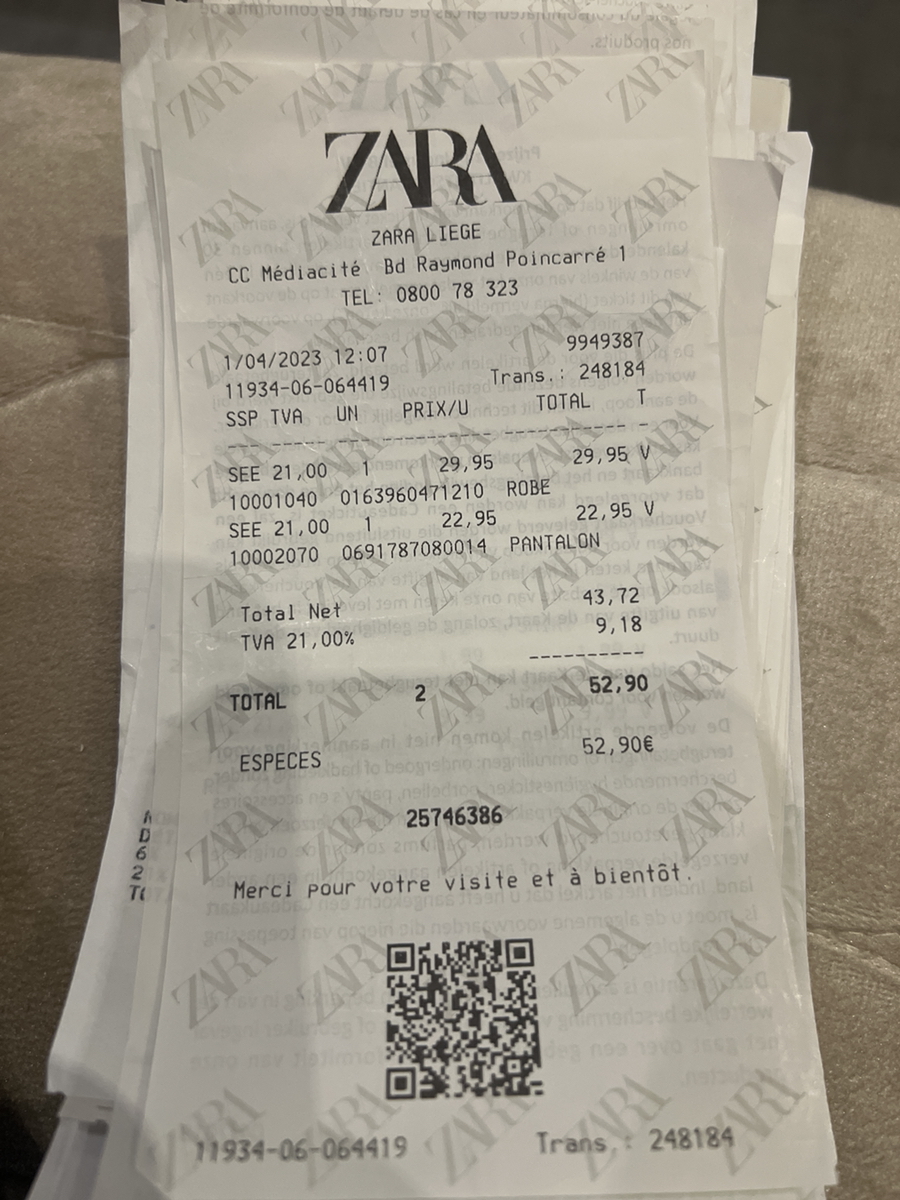 ZARA
ZARA LIEGE
CC Médiacité Bd Raymond Poincarré 1
TEL: 0800 78 323
9949387
1/04/2023 12:07
11934-06-064419 Trans.: 248184
SSP TVA UN PRIX/U TOTAL T
SEE 21,00 1 29,95 29,95 V
10001040 0163960471210 ROBE
SEE 21,00 1 22,95 22,95 V
10002070 0691787080014 PANTALON
Total Net 43,72
TVA 21,00% 9,18
TOTAL 2 52,90
ESPECES 52,90€
25746386
Merci pour votre visite et à bientôt.
11934-06-064419 Trans.: 248184